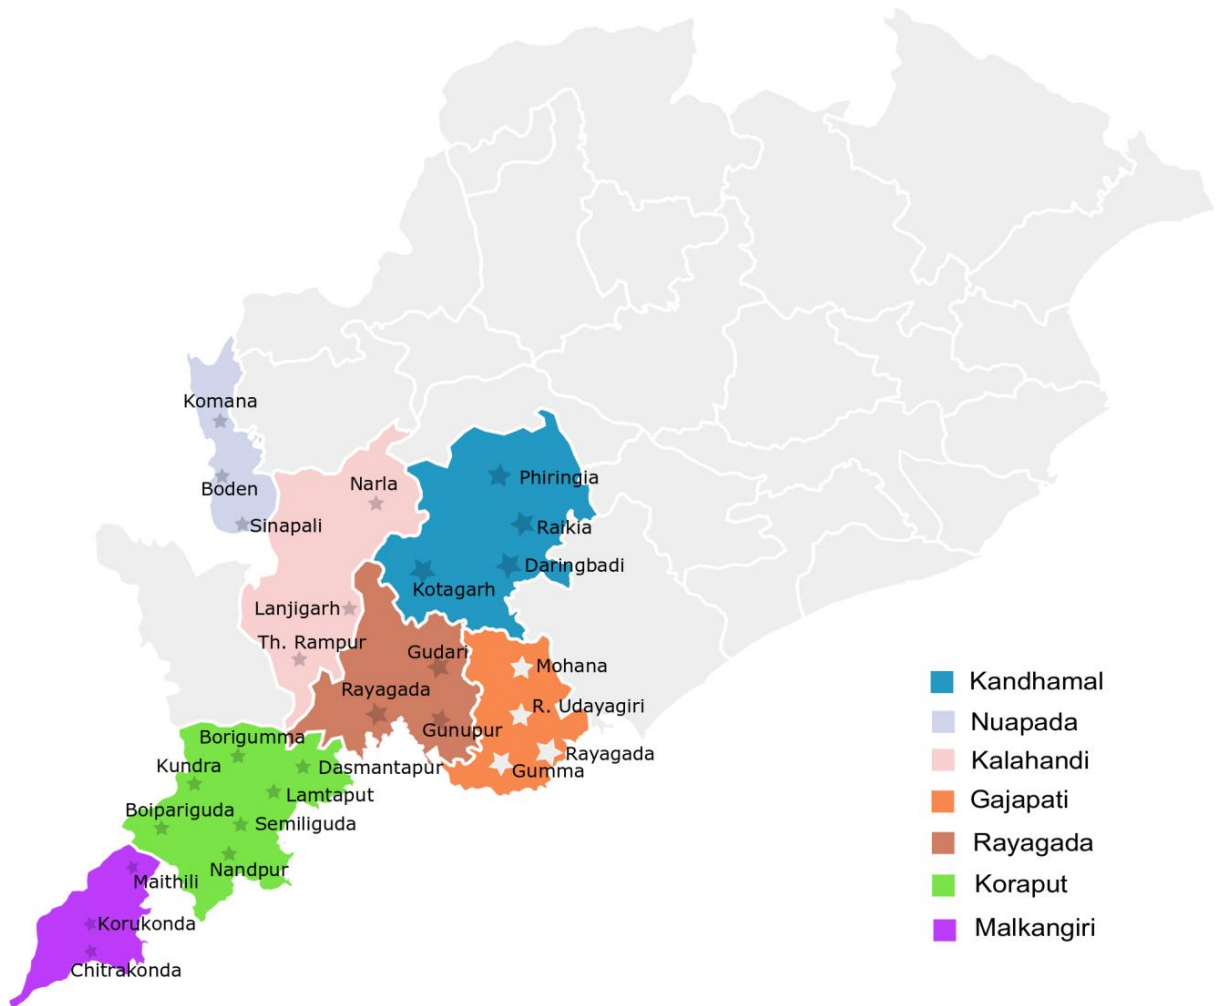 Komana
Boden
Sinapali
Narla
Phiringia
Raikia
Daringbadi
Kotagarh
Lanjigarh
Th. Rampur
Gudari
Rayagada
Gunupur
Mohana
R. Udayagiri
Rayagada
Gumma
Borigumma
Kundra
Dasmantapur
Lamtaput
Boipariguda
Semiliguda
Nandpur
Maithili
Korukonda
Chitrakonda
Kandhamal
Nuapada
Kalahandi
Gajapati
Rayagada
Koraput
Malkangiri